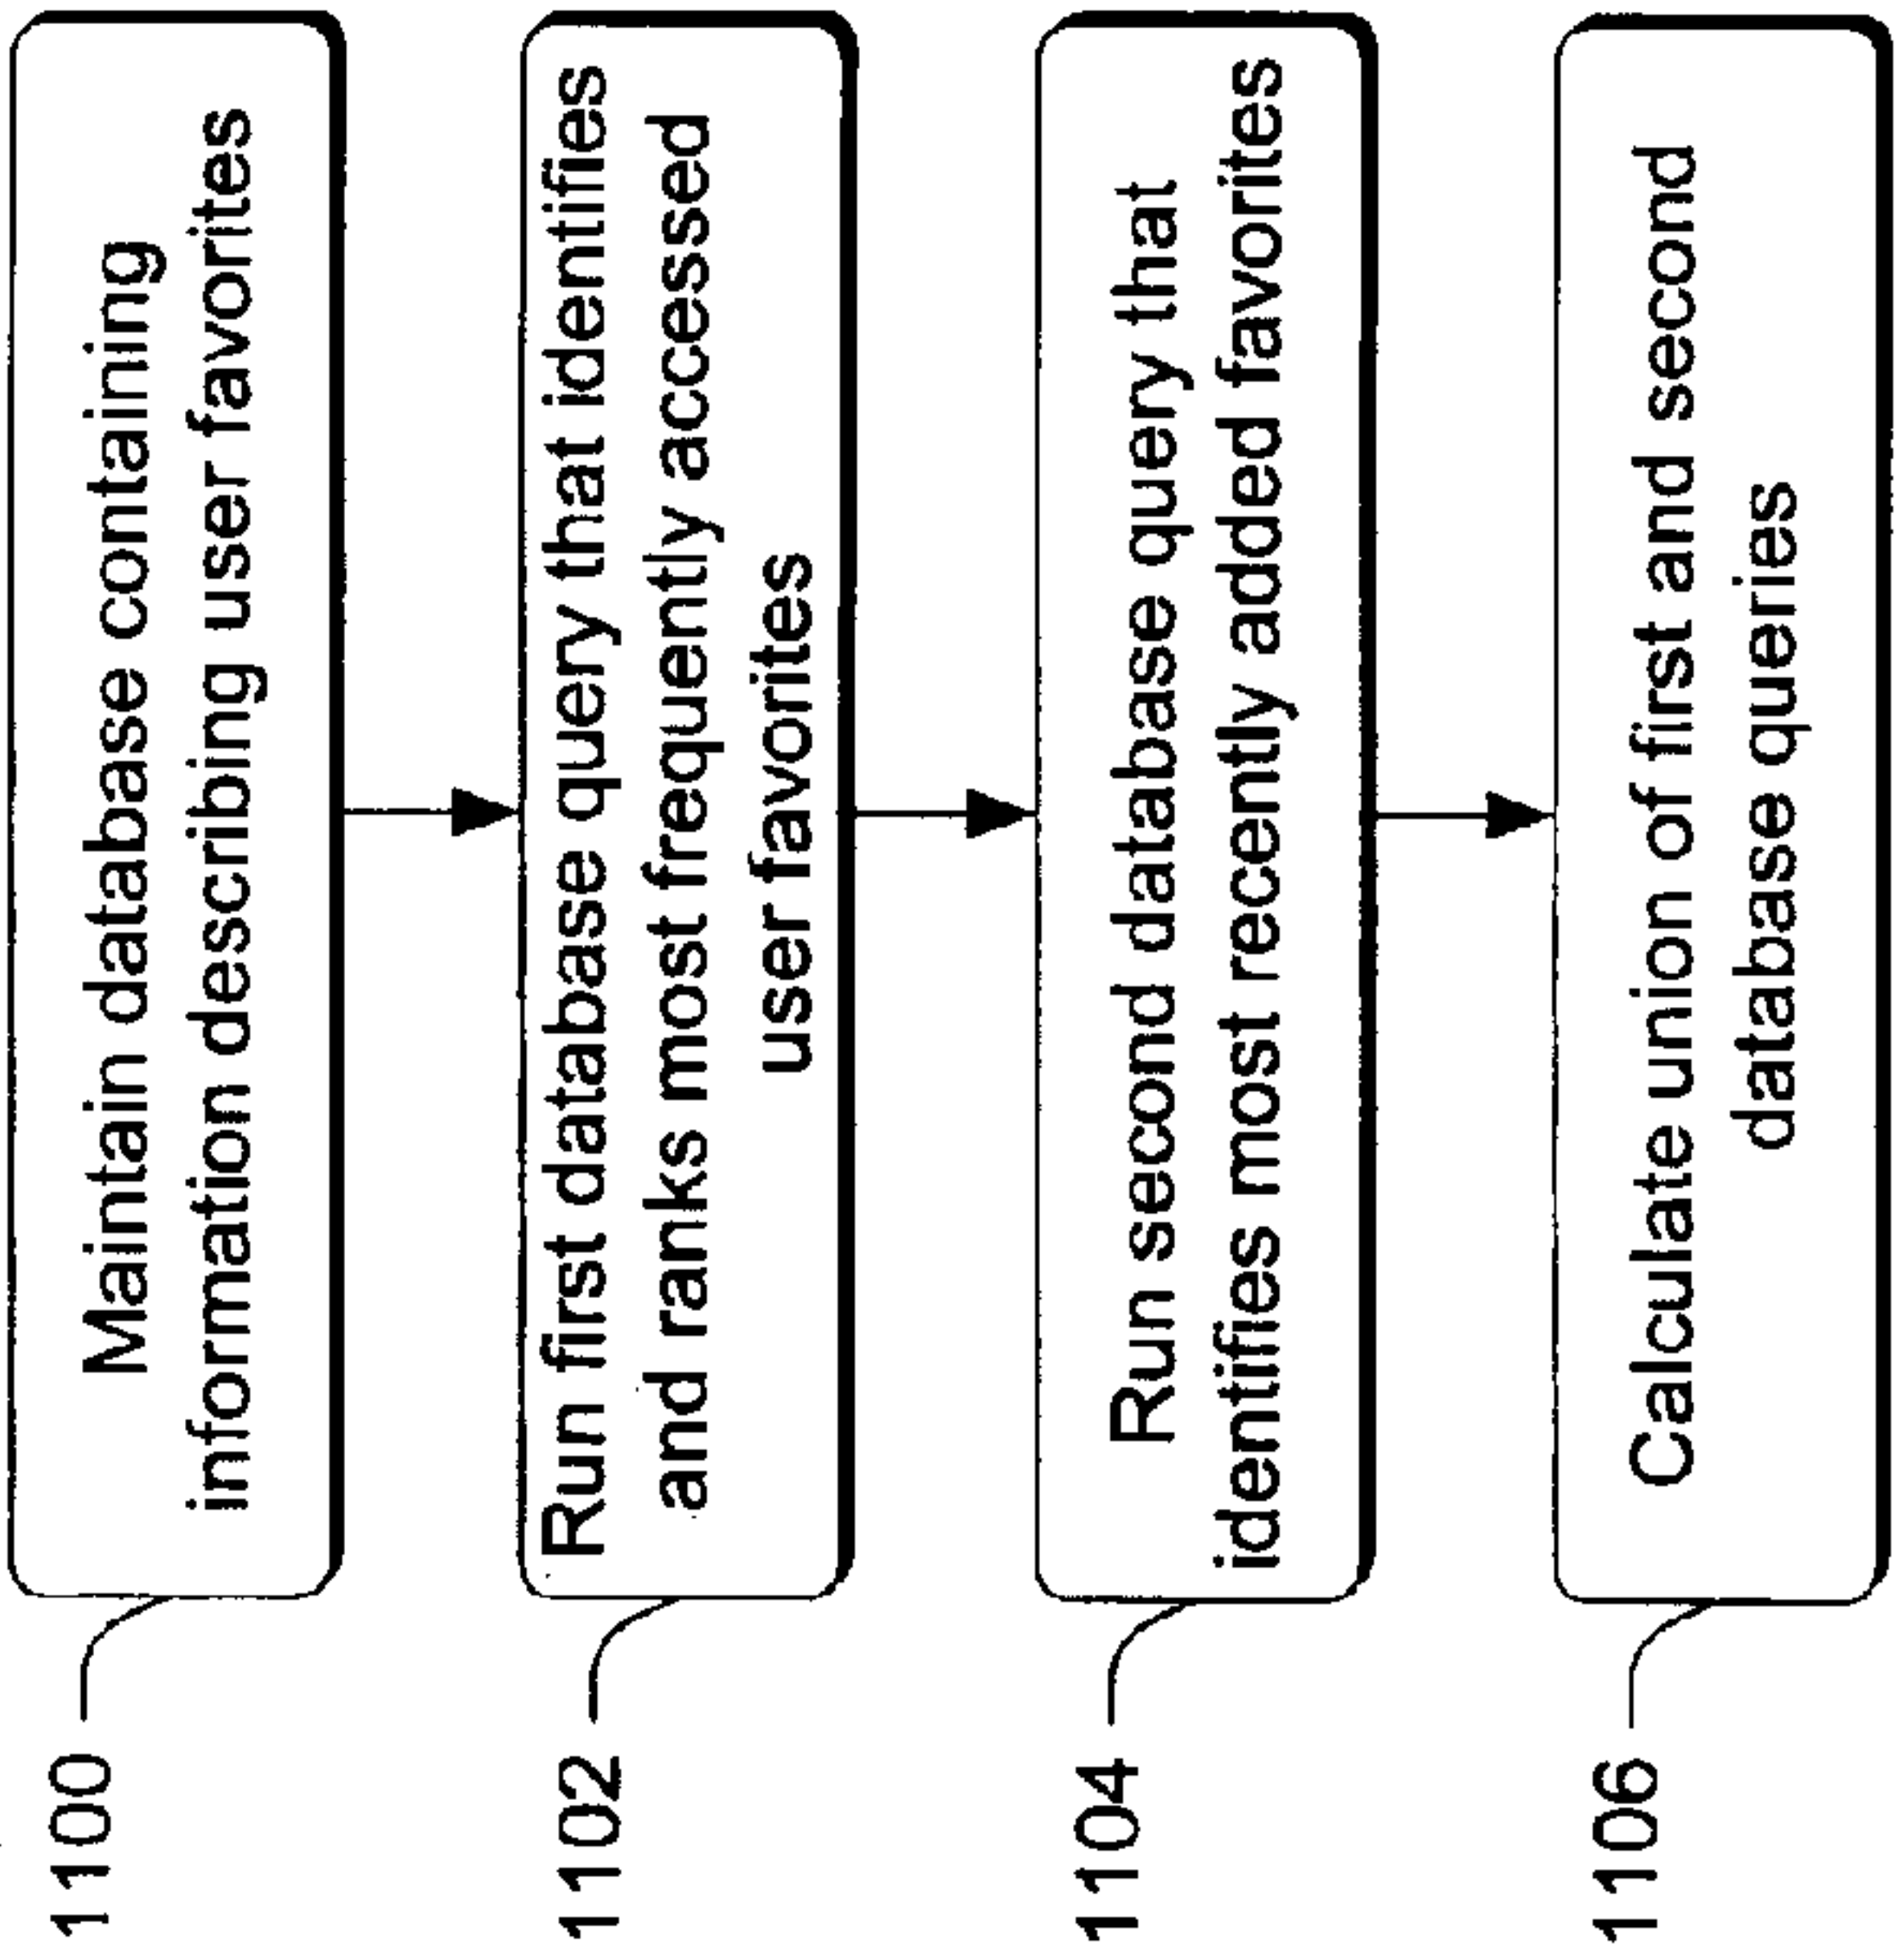 1100
Maintain database containing
information describing user favorites
1102
Run first database query that identifies
and ranks most frequently accessed
user favorites
1104
Run second database query that
identifies most recently added favorites
1106
Calculate union of first and second
database queries